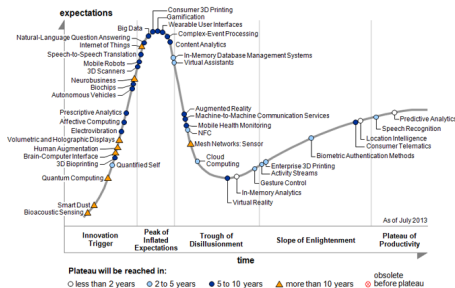 expectations
Consumer 3D Printing
Gamification
Wearable User Interfaces
Big Data
Complex-Event Processing
Natural-Language Question Answering
Content Analytics
Internet of Things
Speech-to-Speech Translation
In-Memory Database Management Systems
Mobile Robots
Virtual Assistants
3D Scanners
Neurobusiness
Biochips
Autonomous Vehicles
Augmented Reality
Prescriptive Analytics
Machine-to-Machine Communication Services
Predictive Analytics
Affective Computing
Mobile Health Monitoring
Speech Recognition
Electrovibration
NFC
Location Intelligence
Volumetric and Holographic Displays
Mesh Networks: Sensor
Consumer Telematics
Human Augmentation
Biometric Authentication Methods
Brain-Computer Interface
Cloud
Computing
Enterprise 3D Printing
3D Bioprinting
Quantified Self
Activity Streams
Quantum Computing
Gesture Control
In-Memory Analytics
Smart Dust
Virtual Reality
Bioacoustic Sensing
As of July 2013
Innovation
Trigger
Peak of
Inflated
Expectations
Trough of
Disillusionment
Slope of Enlightenment
Plateau of
Productivity
time
Plateau will be reached in:
less than 2 years
2 to 5 years
5 to 10 years
more than 10 years
obsolete
before plateau